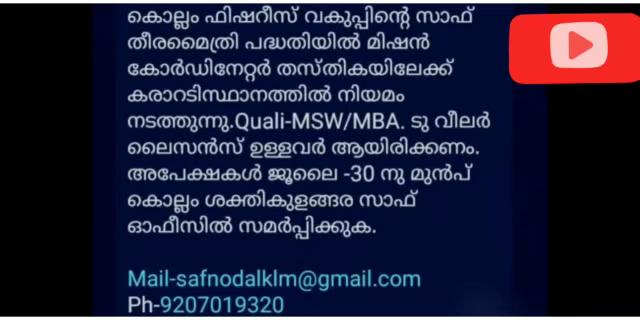 കൊല്ലം ഫിഷറീസ് വകുപ്പിന്റെ സാഫ്
തീരമൈത്രി പദ്ധതിയിൽ മിഷൻ
കോർഡിനേറ്റർ തസ്തികയിലേക്ക്
കരാറടിസ്ഥാനത്തിൽ നിയമം
നടത്തുന്നു.Quali-MSW/MBA. ടു വീലർ
ലൈസൻസ് ഉള്ളവർ ആയിരിക്കണം.
അപേക്ഷകൾ ജൂലൈ -30 നു മുൻപ്
കൊല്ലം ശക്തികുളങ്ങര സാഫ്
ഓഫീസിൽ സമർപ്പിക്കുക.
Mail-safnodalklm@gmail.com
Ph-9207019320